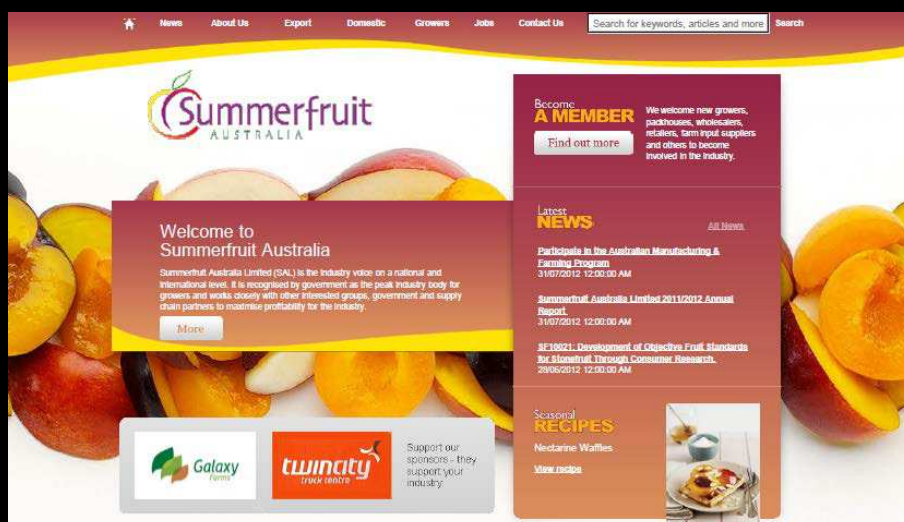 News About Us Export Domestic Growers Jobs Contact Us Search for keywords, articles and more Search
Summerfruit
AUSTRALIA
Become
A MEMBER
Find out more
We welcome new growers,
packhouses, wholesalers,
retailers, farm input suppliers
and others to become
involved in the industry.
Welcome to
Summerfruit Australia
Summerfruit Australia Limited (SAL) is the industry voice on a national and
international level. It is recognised by government as the peak industry body for
growers and works closely with other interested groups, government and supply
chain partners to maximise profitability for the industry.
More
Latest
NEWS
All News
Participate in the Australian Manufacturing &
Farming Program
31/07/2012 12:00:00 AM
Summerfruit Australia Limited 2011/2012 Annual
Report
31/07/2012 12:00:00 AM
SF10021: Development of Objective Fruit Standards
for Stonefruit Through Consumer Research.
28/06/2012 12:00:00 AM
Galaxy
Farms
twincity
truck centre
Support our
sponsors - they
support your
industry
Seasonal
RECIPES
Nectarine Waffles
View recipe